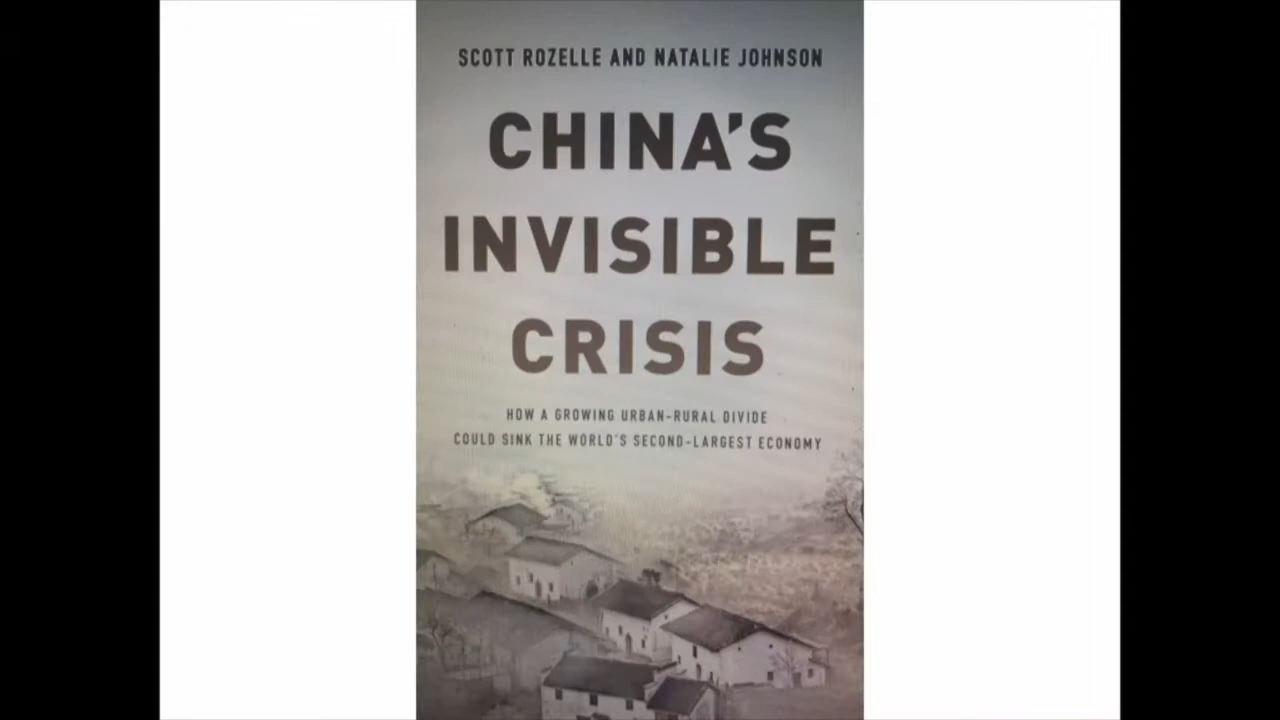 SCOTT ROZELLE AND NATALIE JOHNSON
CHINA'S
INVISIBLE
CRISIS
HOW A GROWING URBAN-RURAL DIVIDE
COULD SINK THE WORLD'S SECOND-LARGEST ECONOMY